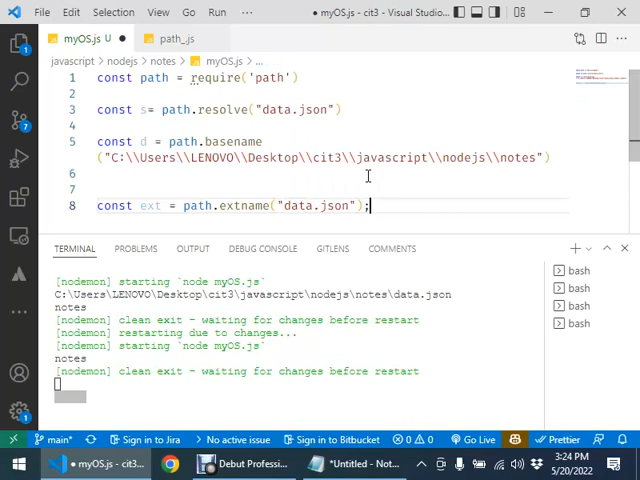 File Edit Selection View Go Run ··· • myOS.js - cit3 - Visual Studio...
myOS.js U ● path_.js
javascript > nodejs > notes > myOS.js > ...
1 const path = require('path')
2
3 const s= path.resolve("data.json")
4
5 const d = path.basename
("C:\\Users\\LENOVO\\Desktop\\cit3\\javascript\\nodejs\\notes")
6
7
8 const ext = path.extname("data.json");
TERMINAL PROBLEMS OUTPUT DEBUG CONSOLE GITLENS COMMENTS
[nodemon] starting `node myOS.js`
C:\Users\LENOVO\Desktop\cit3\javascript\nodejs\notes\data.json
notes
[nodemon] clean exit - waiting for changes before restart
[nodemon] restarting due to changes...
[nodemon] starting `node myOS.js`
notes
[nodemon] clean exit - waiting for changes before restart
bash
bash
bash
bash
main* Sign in to Jira No active issue Sign in to Bitbucket 0 0 Go Live Prettier
• myOS.js - cit3... Debut Professi... *Untitled - Not... 3:24 PM
5/20/2022